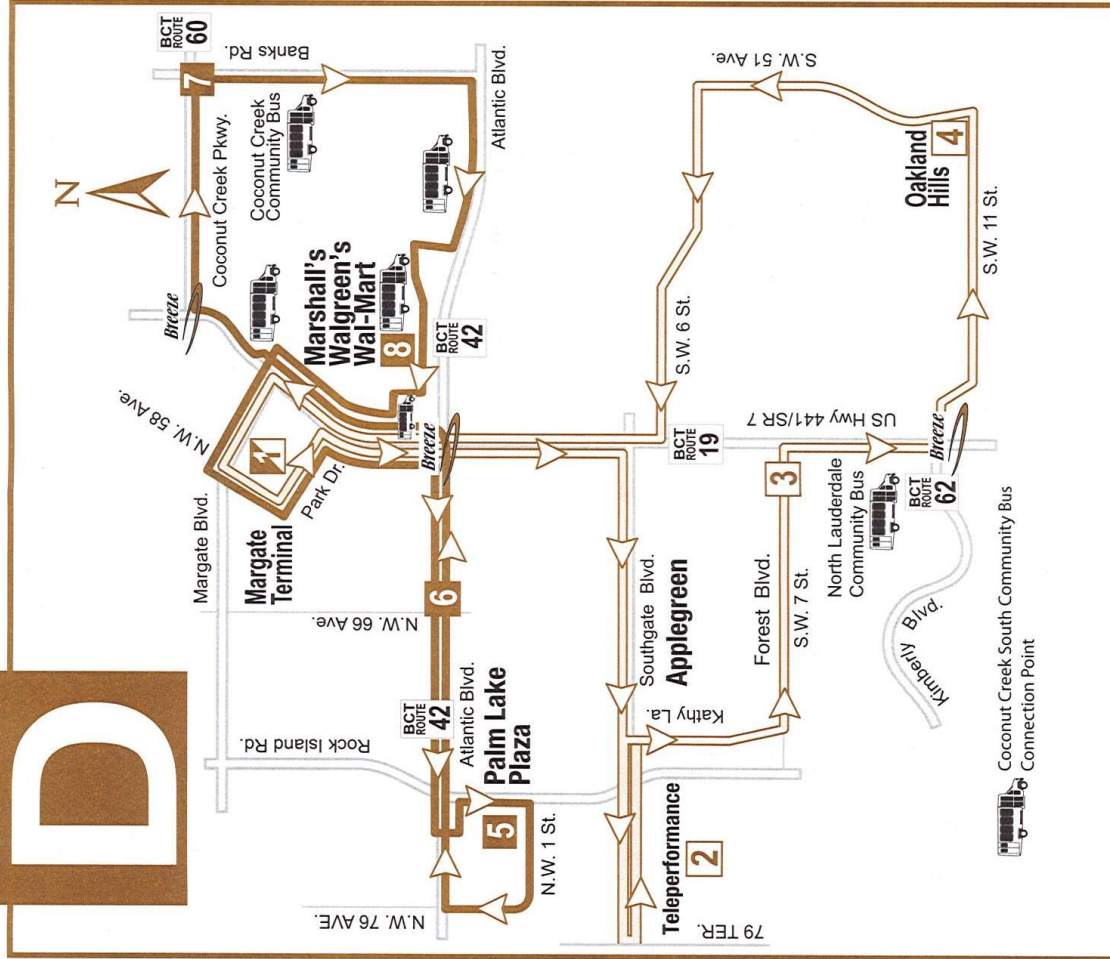 D
N
BCT
ROUTE
60
7
Banks Rd.
Coconut Creek Pkwy.
Coconut Creek
Community Bus
Breeze
Atlantic Blvd.
Marshall's
Walgreen's
Wal-Mart
8
BCT
ROUTE
42
N.W. 58 Ave.
Margate Blvd.
Park Dr.
Margate
Terminal
Breeze
N.W. 66 Ave.
6
BCT
ROUTE
42
Atlantic Blvd.
Rock Island Rd.
Palm Lake
Plaza
5
N.W. 1 St.
N.W. 76 AVE.
S.W. 51 Ave.
S.W. 6 St.
Oakland
Hills
4
S.W. 11 St.
US Hwy 441/SR 7
BCT
ROUTE
19
Southgate Blvd.
Applegreen
Kathy La.
Forest Blvd.
S.W. 7 St.
3
Teleperformance
2
79 TER.
North Lauderdale
Community Bus
BCT
ROUTE
62
Breeze
Kimberly Blvd.
Coconut Creek South Community Bus
Connection Point